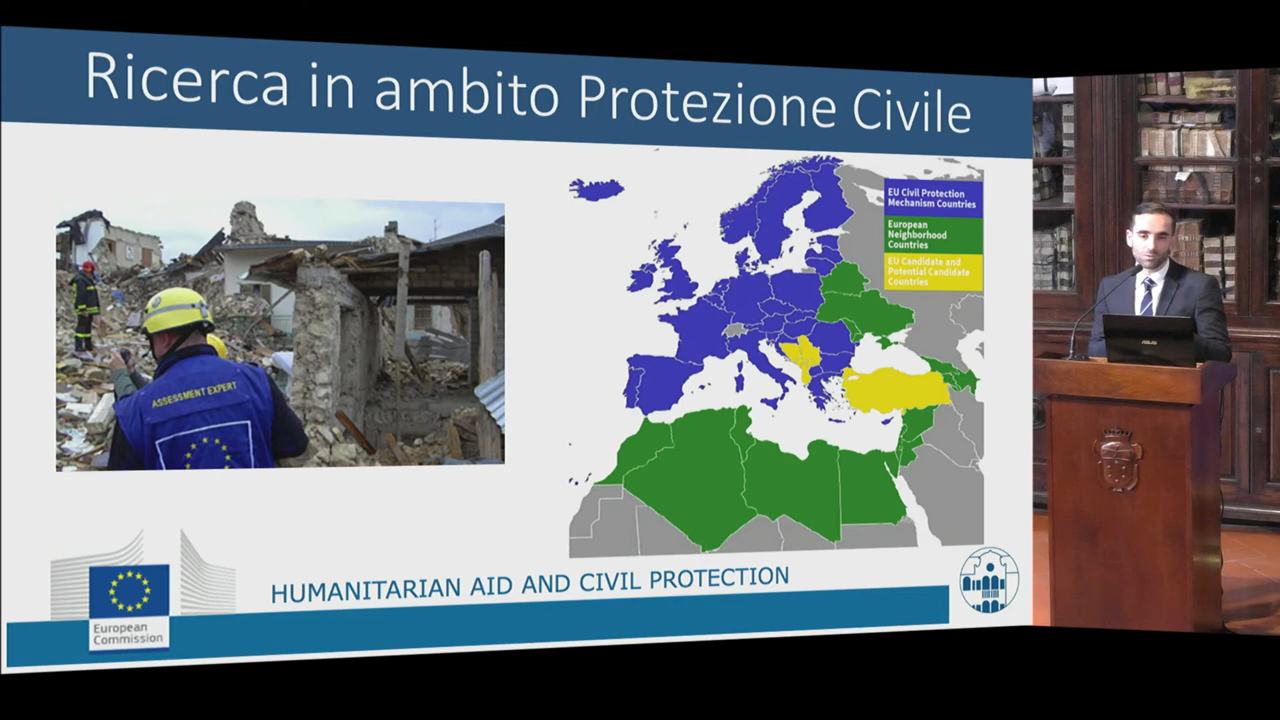 Ricerca in ambito Protezione Civile
EU Civil Protection
Mechanism Countries
European
Neighborhood
Countries
EU Candidate and
Potential Candidate
Countries
ASSESSMENT EXPERT
HUMANITARIAN AID AND CIVIL PROTECTION
European
Commission
ASUS